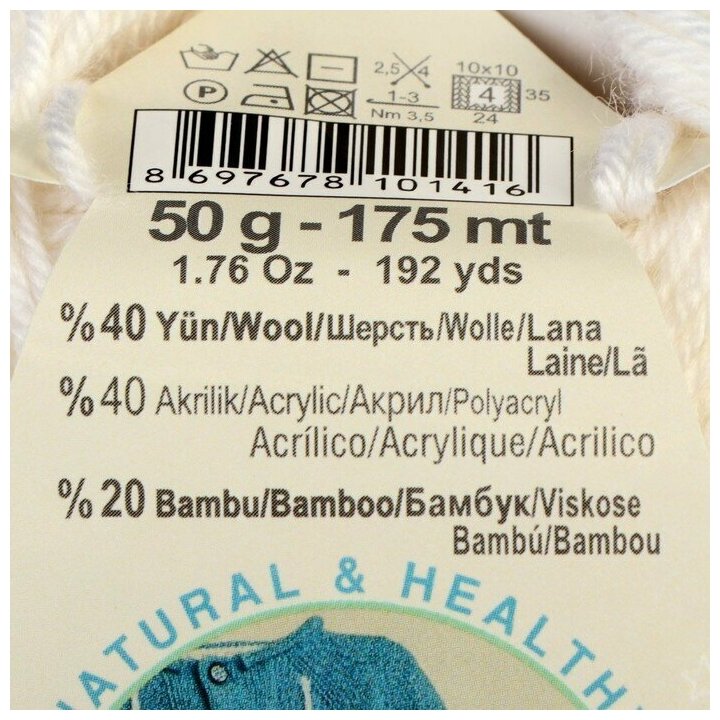 2,5 4 10x10
P 1-3 4 35
Nm 3,5 24
8 697678 101416
50 g - 175 mt
1.76 Oz - 192 yds
%40 Yün/Wool/Шерсть/Wolle/Lana
Laine/Lã
%40 Akrilik/Acrylic/Акрил/Polyacryl
Acrílico/Acrylique/Acrilico
%20 Bambu/Bamboo/Бамбук/Viskose
Bambú/Bambou
NATURAL & HEALTHY